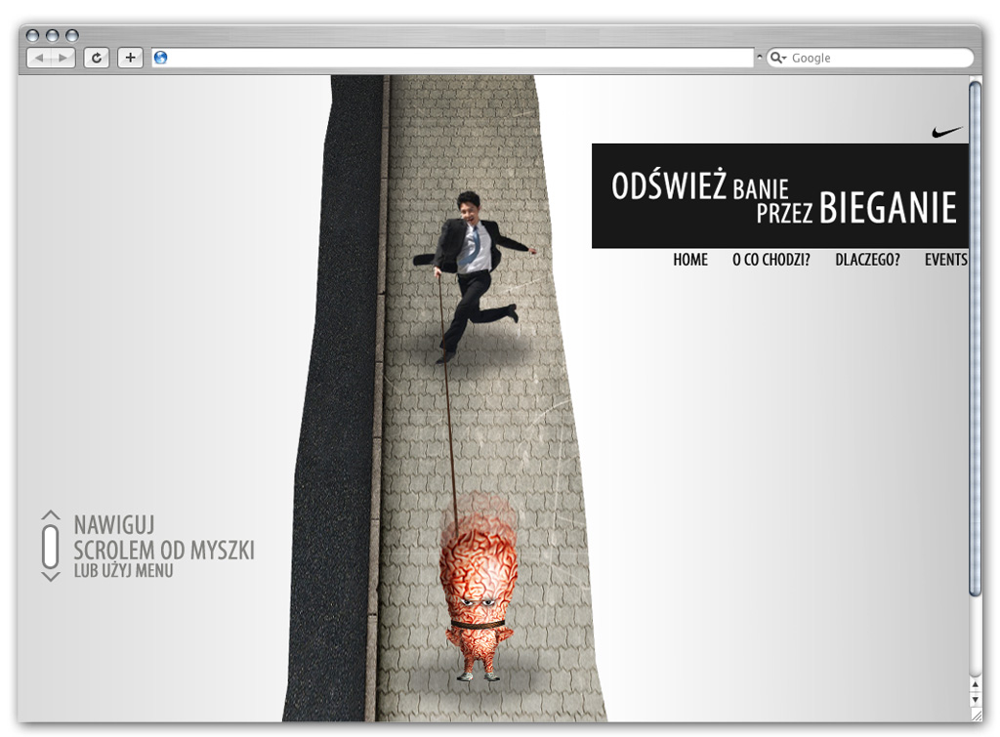 Google
ODŚWIEŻ BANIE
PRZEZ BIEGANIE
HOME O CO CHODZI? DLACZEGO? EVENTS
NAWIGUJ
SCROLEM OD MYSZKI
LUB UŻYJ MENU